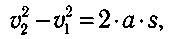 v₂² − v₁² = 2 · a · s,